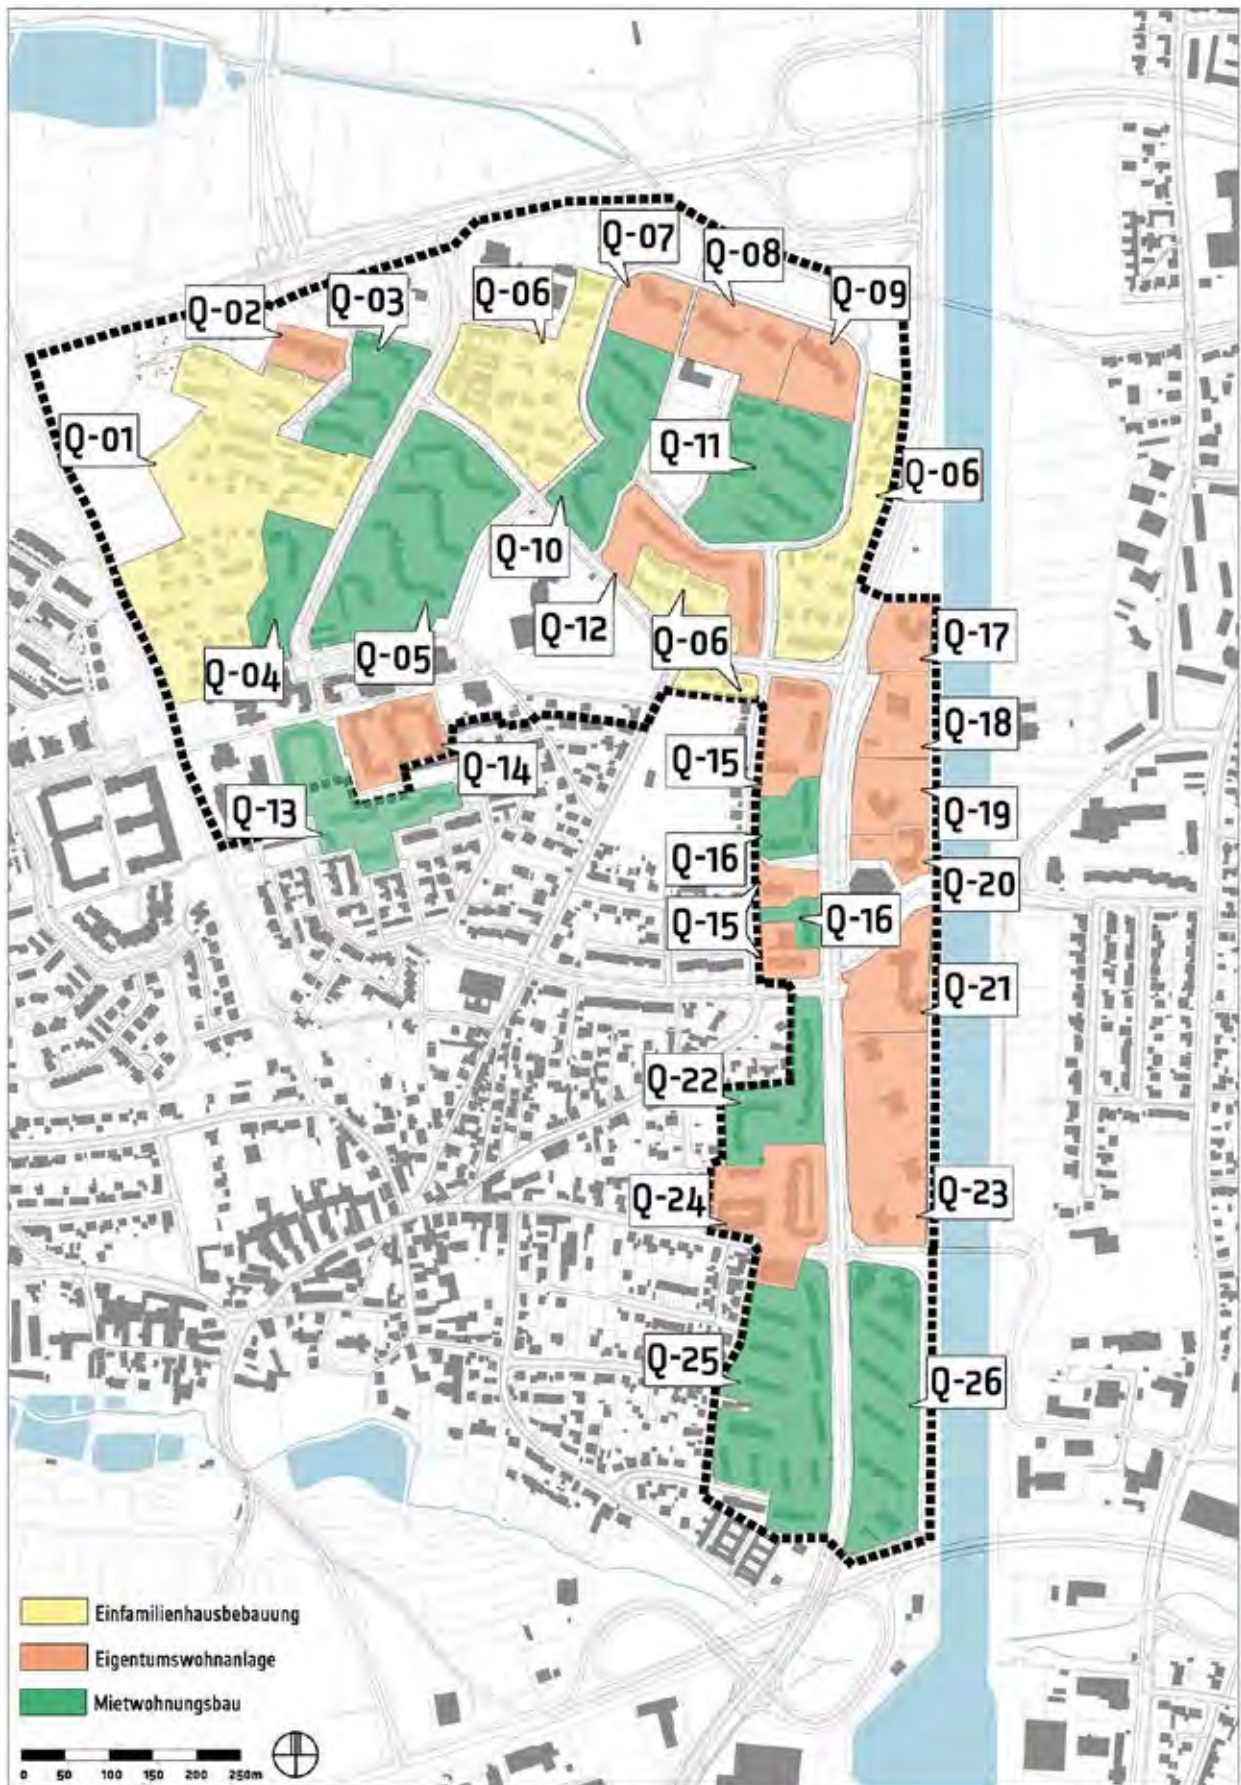 Q-07
Q-08
Q-06
Q-03
Q-09
Q-02
Q-01
Q-11
Q-06
Q-10
Q-12
Q-17
Q-06
Q-05
Q-04
Q-18
Q-15
Q-14
Q-13
Q-19
Q-16
Q-20
Q-15
Q-16
Q-21
Q-22
Q-24
Q-23
Q-25
Q-26
Einfamilienhausbebauung
Eigentumswohnanlage
Mietwohnungsbau
0 50 100 150 200 250m